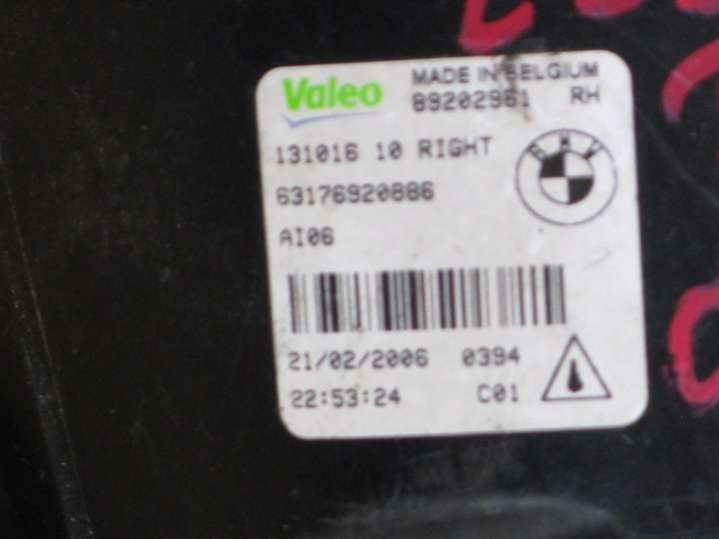 Valeo
MADE IN BELGIUM
89202961 RH
131016 10 RIGHT
BMW
63176920886
AI06
21/02/2006 0394
22:53:24 C01